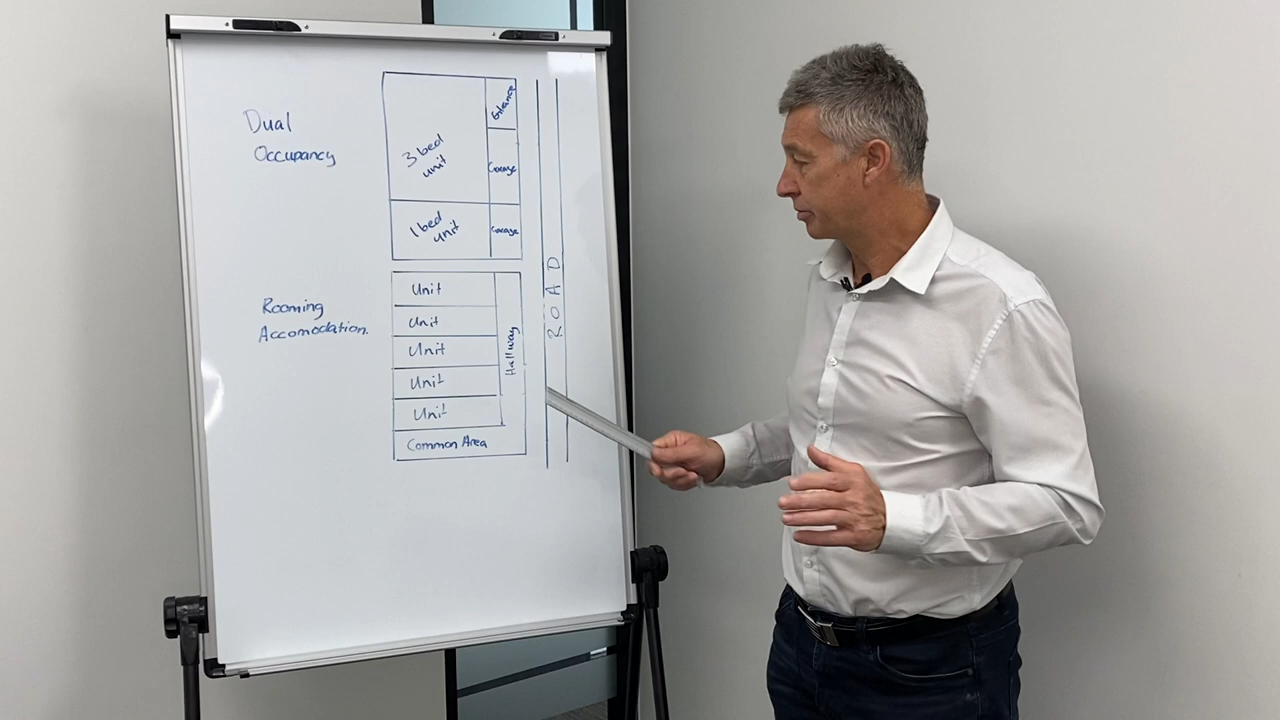 Dual
Occupancy
3 bed
unit
Entrance
Garage
1 bed
unit
Garage
Rooming
Accomodation.
Unit
Unit
Unit
Unit
Unit
Hallway
Common Area
ROAD